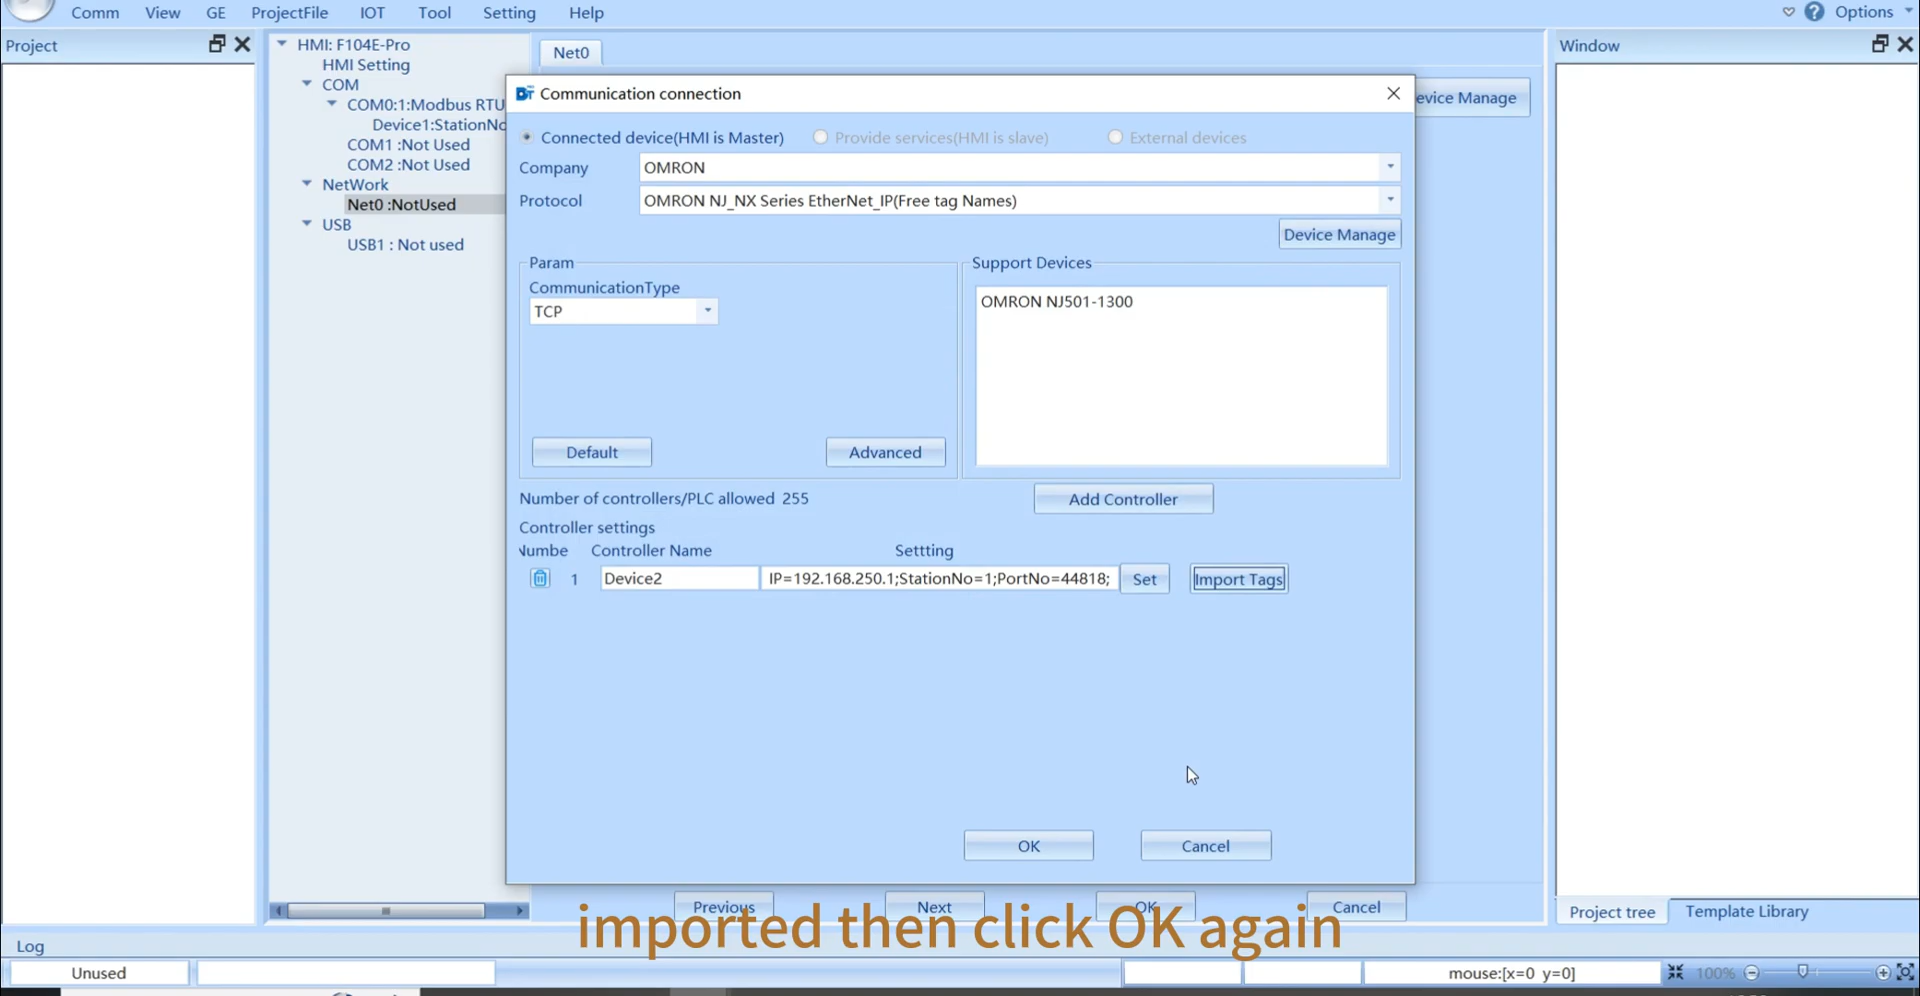 Comm View GE ProjectFile IOT Tool Setting Help Options
Project
HMI: F104E-Pro
HMI Setting
COM
COM0:1:Modbus RTU
Device1:StationNo
COM1 :Not Used
COM2 :Not Used
NetWork
Net0 :NotUsed
USB
USB1 : Not used
Net0
evice Manage
Window
Communication connection
Connected device(HMI is Master) Provide services(HMI is slave) External devices
Company OMRON
Protocol OMRON NJ_NX Series EtherNet_IP(Free tag Names)
Device Manage
Param
CommunicationType
TCP
Default Advanced
Support Devices
OMRON NJ501-1300
Number of controllers/PLC allowed 255
Add Controller
Controller settings
Numbe Controller Name Settting
1 Device2 IP=192.168.250.1;StationNo=1;PortNo=44818; Set Import Tags
OK Cancel
Previous Next OK Cancel
imported then click OK again
Project tree Template Library
Log
Unused mouse:[x=0 y=0] 100%